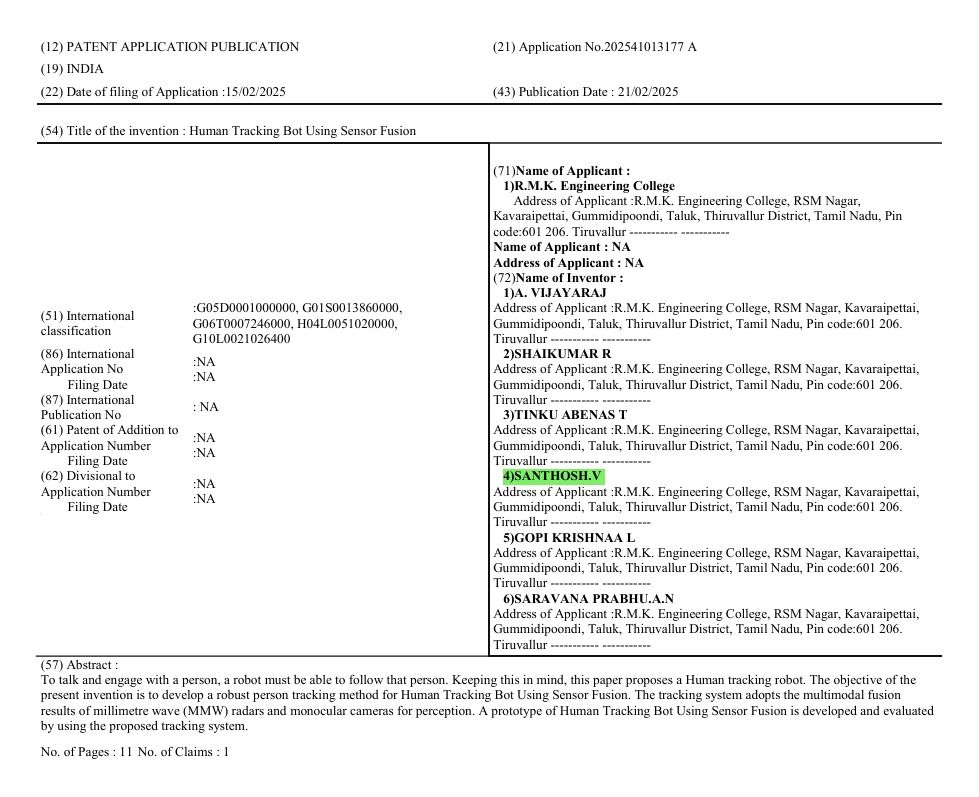 (12) PATENT APPLICATION PUBLICATION
(21) Application No.202541013177 A
(19) INDIA
(22) Date of filing of Application :15/02/2025
(43) Publication Date : 21/02/2025
(54) Title of the invention : Human Tracking Bot Using Sensor Fusion
(51) International
classification
:G05D0001000000, G01S0013860000,
G06T0007246000, H04L0051020000,
G10L0021026400
(86) International
Application No
Filing Date
:NA
:NA
(87) International
Publication No
: NA
(61) Patent of Addition to
Application Number
Filing Date
:NA
:NA
(62) Divisional to
Application Number
Filing Date
:NA
:NA
(71)Name of Applicant :
1)R.M.K. Engineering College
Address of Applicant :R.M.K. Engineering College, RSM Nagar,
Kavaraipettai, Gummidipoondi, Taluk, Thiruvallur District, Tamil Nadu, Pin
code:601 206. Tiruvallur ----------- -----------
Name of Applicant : NA
Address of Applicant : NA
(72)Name of Inventor :
1)A. VIJAYARAJ
Address of Applicant :R.M.K. Engineering College, RSM Nagar, Kavaraipettai,
Gummidipoondi, Taluk, Thiruvallur District, Tamil Nadu, Pin code:601 206.
Tiruvallur ----------- -----------
2)SHAIKUMAR R
Address of Applicant :R.M.K. Engineering College, RSM Nagar, Kavaraipettai,
Gummidipoondi, Taluk, Thiruvallur District, Tamil Nadu, Pin code:601 206.
Tiruvallur ----------- -----------
3)TINKU ABENAS T
Address of Applicant :R.M.K. Engineering College, RSM Nagar, Kavaraipettai,
Gummidipoondi, Taluk, Thiruvallur District, Tamil Nadu, Pin code:601 206.
Tiruvallur ----------- -----------
4)SANTHOSH.V
Address of Applicant :R.M.K. Engineering College, RSM Nagar, Kavaraipettai,
Gummidipoondi, Taluk, Thiruvallur District, Tamil Nadu, Pin code:601 206.
Tiruvallur ----------- -----------
5)GOPI KRISHNAA L
Address of Applicant :R.M.K. Engineering College, RSM Nagar, Kavaraipettai,
Gummidipoondi, Taluk, Thiruvallur District, Tamil Nadu, Pin code:601 206.
Tiruvallur ----------- -----------
6)SARAVANA PRABHU.A.N
Address of Applicant :R.M.K. Engineering College, RSM Nagar, Kavaraipettai,
Gummidipoondi, Taluk, Thiruvallur District, Tamil Nadu, Pin code:601 206.
Tiruvallur ----------- -----------
(57) Abstract :
To talk and engage with a person, a robot must be able to follow that person. Keeping this in mind, this paper proposes a Human tracking robot. The objective of the
present invention is to develop a robust person tracking method for Human Tracking Bot Using Sensor Fusion. The tracking system adopts the multimodal fusion
results of millimetre wave (MMW) radars and monocular cameras for perception. A prototype of Human Tracking Bot Using Sensor Fusion is developed and evaluated
by using the proposed tracking system.
No. of Pages : 11 No. of Claims : 1